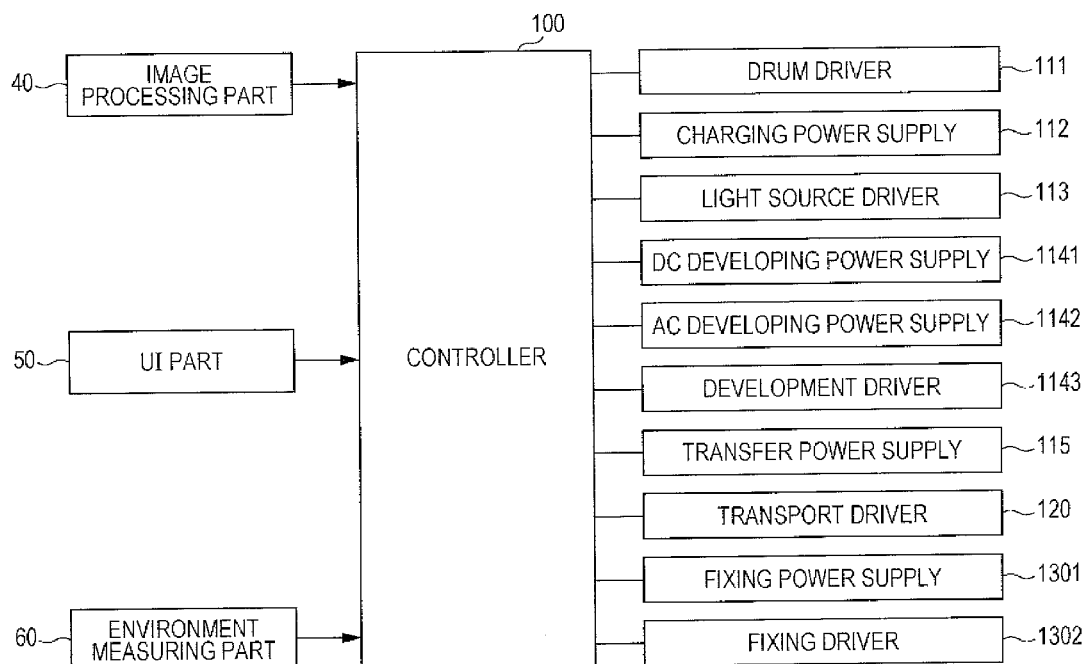 100
40
IMAGE
PROCESSING PART
50
UI PART
60
ENVIRONMENT
MEASURING PART
CONTROLLER
DRUM DRIVER
111
CHARGING POWER SUPPLY
112
LIGHT SOURCE DRIVER
113
DC DEVELOPING POWER SUPPLY
1141
AC DEVELOPING POWER SUPPLY
1142
DEVELOPMENT DRIVER
1143
TRANSFER POWER SUPPLY
115
TRANSPORT DRIVER
120
FIXING POWER SUPPLY
1301
FIXING DRIVER
1302